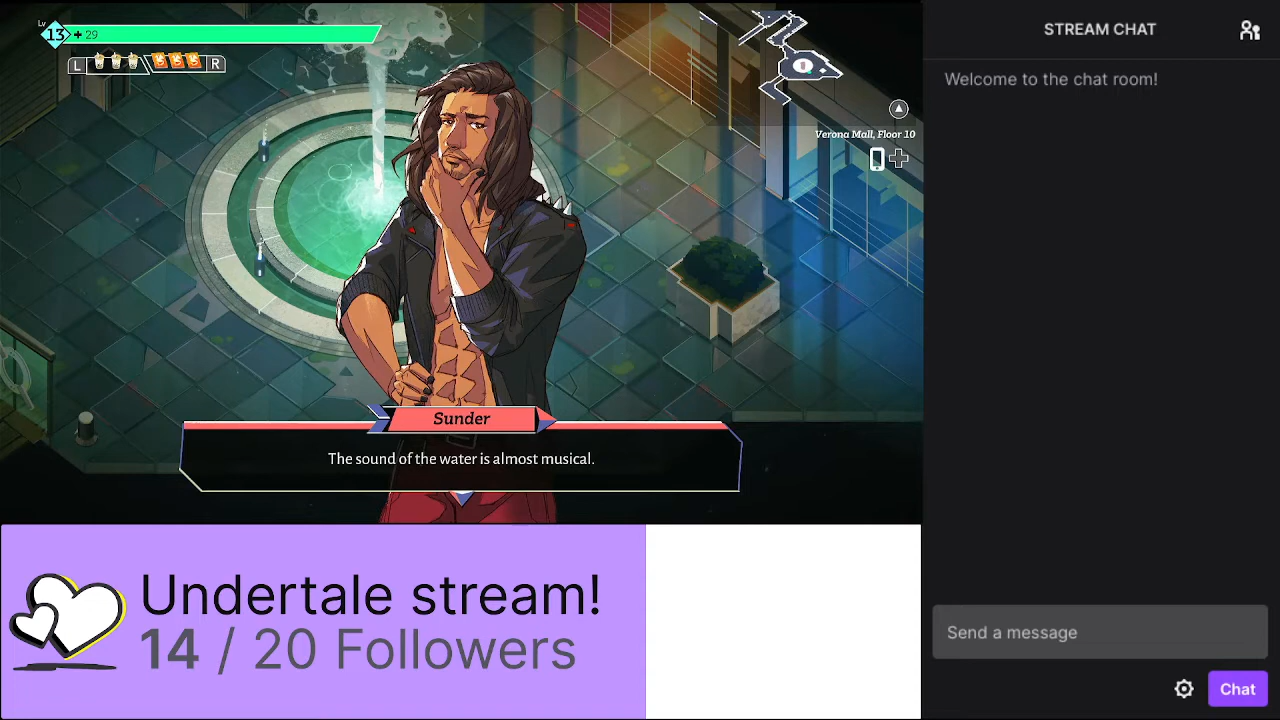 Lv
13 + 29
L
R
Verona Mall, Floor 10
Sunder
The sound of the water is almost musical.
Undertale stream!
14 / 20 Followers
STREAM CHAT
Welcome to the chat room!
Send a message
Chat